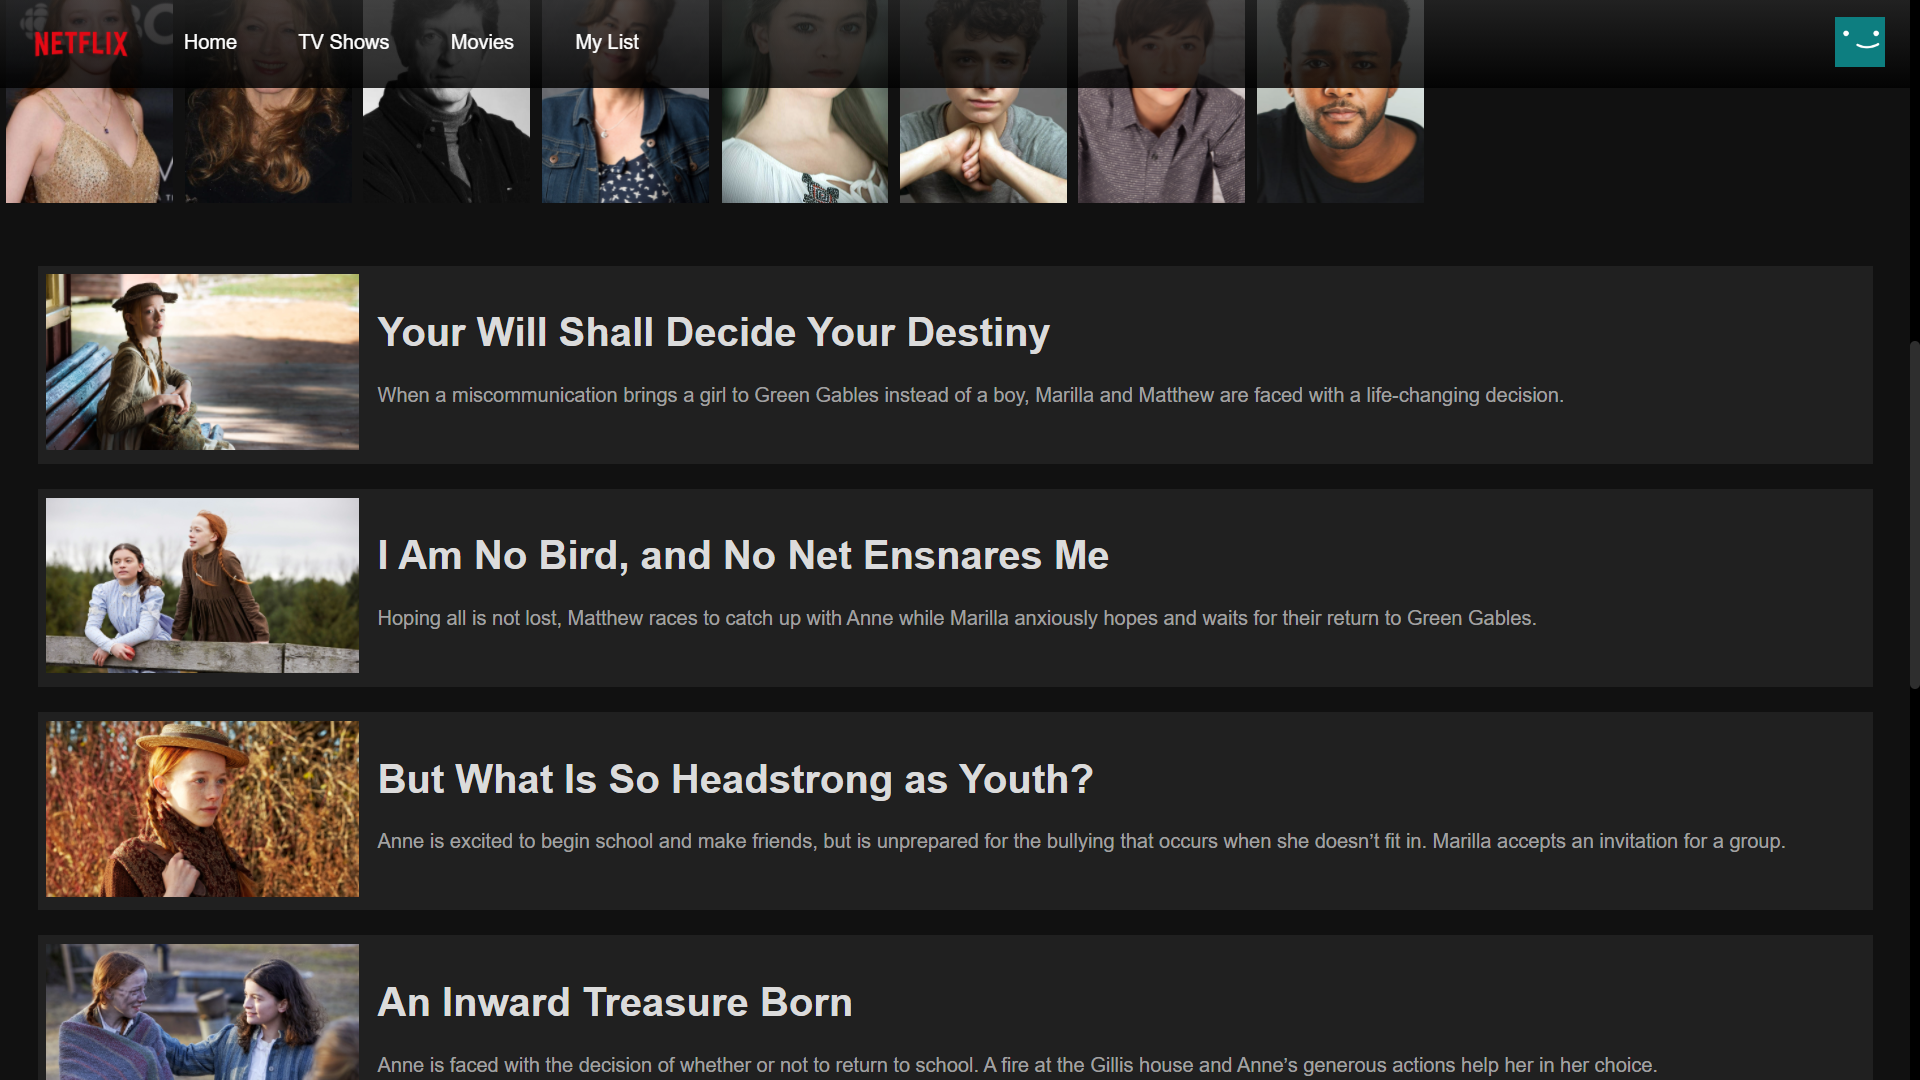 NETFLIX
Home
TV Shows
Movies
My List
Your Will Shall Decide Your Destiny
When a miscommunication brings a girl to Green Gables instead of a boy, Marilla and Matthew are faced with a life-changing decision.
I Am No Bird, and No Net Ensnares Me
Hoping all is not lost, Matthew races to catch up with Anne while Marilla anxiously hopes and waits for their return to Green Gables.
But What Is So Headstrong as Youth?
Anne is excited to begin school and make friends, but is unprepared for the bullying that occurs when she doesn’t fit in. Marilla accepts an invitation for a group.
An Inward Treasure Born
Anne is faced with the decision of whether or not to return to school. A fire at the Gillis house and Anne’s generous actions help her in her choice.